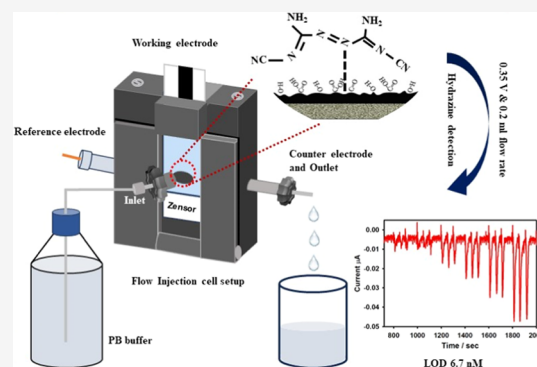 NH₂
NH₂
NC
N
N
N
N
CN
H-O
HO-C=O
Working electrode
0.35 V & 0.2 ml flow rate
Hydrazine detection
Reference electrode
Counter electrode
and Outlet
Inlet
Zensor
Flow Injection cell setup
PB buffer
Current µA
0.00
-0.01
-0.02
-0.03
-0.04
-0.05
800 1000 1200 1400 1600 1800 2000
Time / sec
LOD 6.7 nM